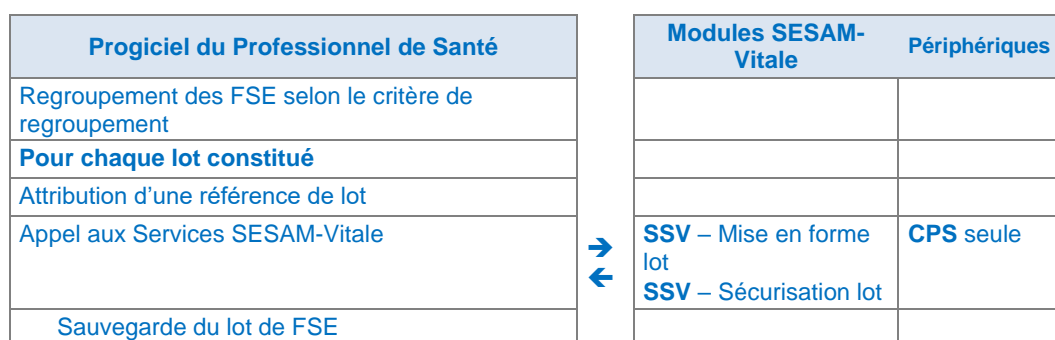 Progiciel du Professionnel de Santé
Modules SESAM-
Vitale
Périphériques
Regroupement des FSE selon le critère de
regroupement
Pour chaque lot constitué
Attribution d’une référence de lot
Appel aux Services SESAM-Vitale
➔
SSV – Mise en forme
lot
CPS seule
🡸
SSV – Sécurisation lot
Sauvegarde du lot de FSE